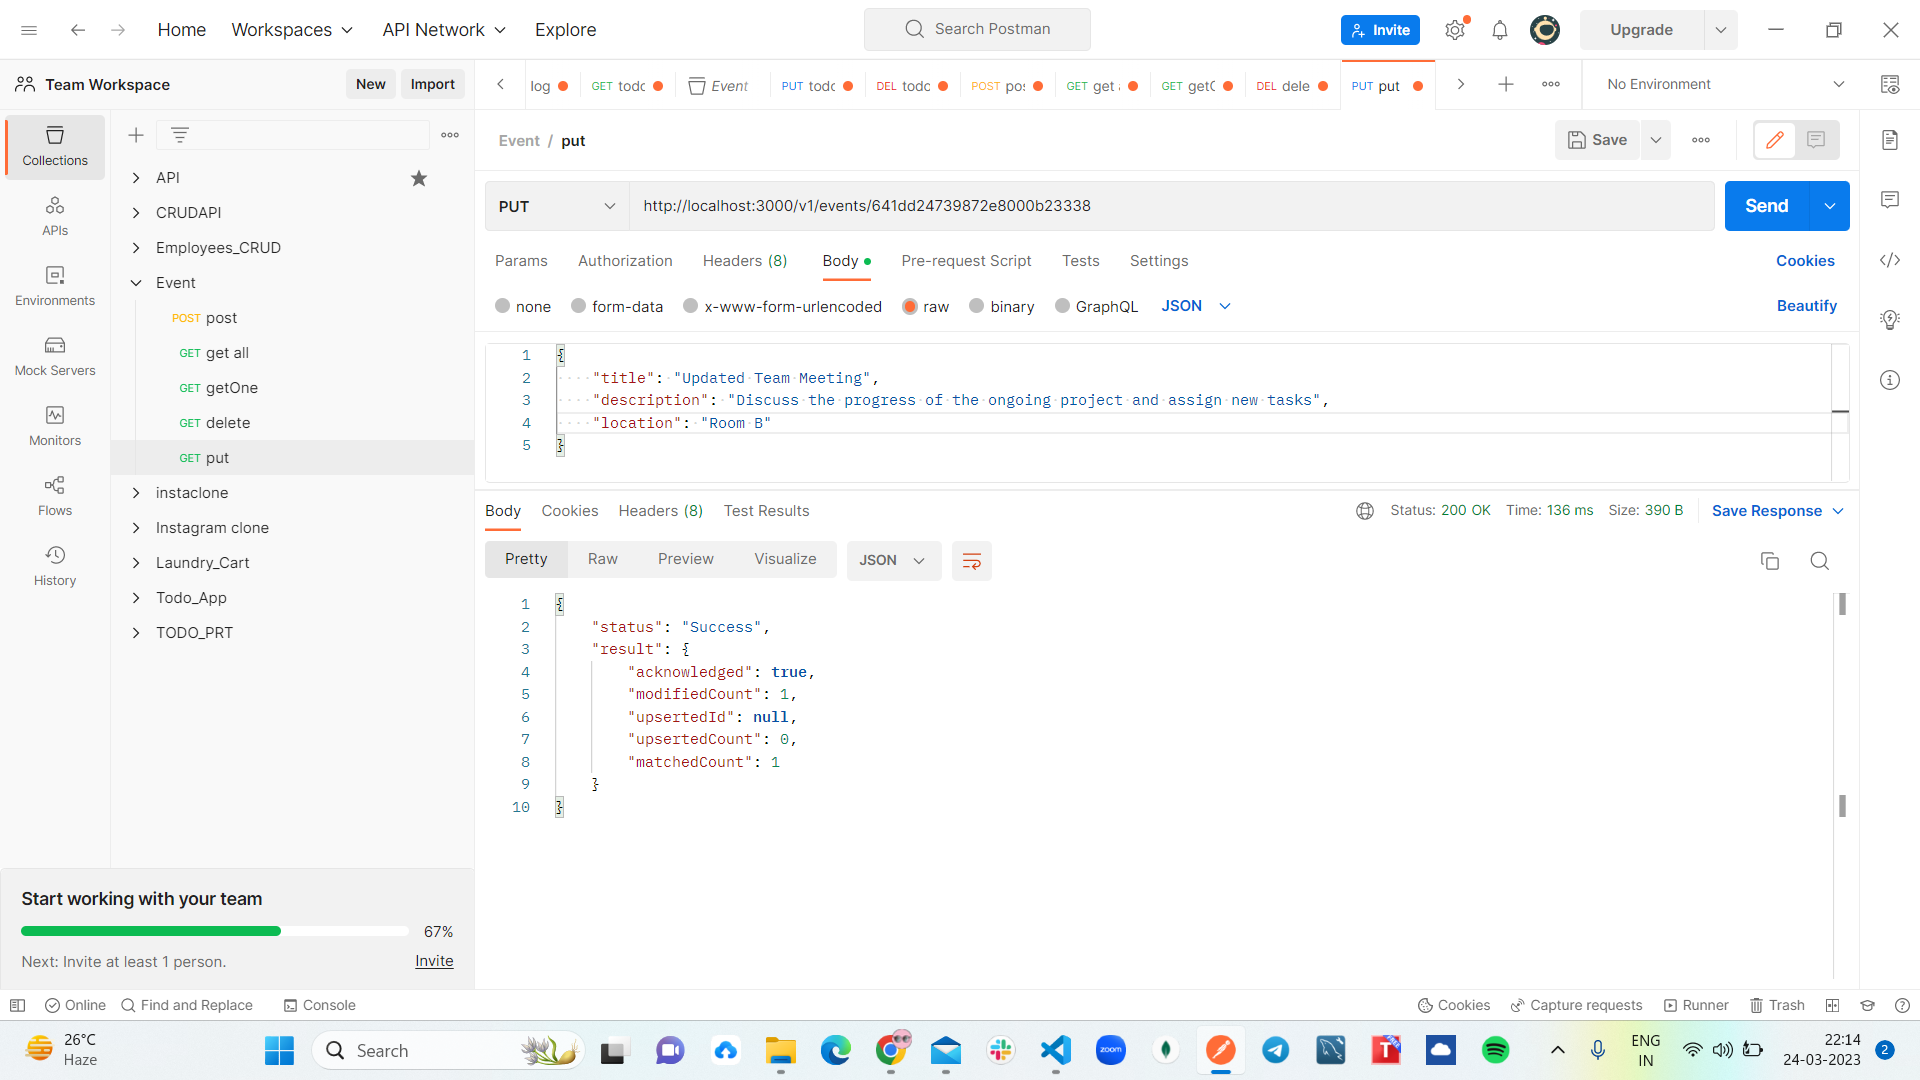 Home Workspaces API Network Explore Search Postman Invite Upgrade
Team Workspace New Import
log GET todo Event PUT todo DEL todo POST pos GET get GET getO DEL dele PUT put No Environment
Collections
APIs
Environments
Mock Servers
Monitors
Flows
History
API
CRUDAPI
Employees_CRUD
Event
POST post
GET get all
GET getOne
GET delete
GET put
instaclone
Instagram clone
Laundry_Cart
Todo_App
TODO_PRT
Start working with your team
67%
Next: Invite at least 1 person. Invite
Event / put Save
PUT http://localhost:3000/v1/events/641dd24739872e8000b23338 Send
Params Authorization Headers (8) Body Pre-request Script Tests Settings Cookies
none form-data x-www-form-urlencoded raw binary GraphQL JSON Beautify
1 {
2 "title": "Updated Team Meeting",
3 "description": "Discuss the progress of the ongoing project and assign new tasks",
4 "location": "Room B"
5 }
Body Cookies Headers (8) Test Results Status: 200 OK Time: 136 ms Size: 390 B Save Response
Pretty Raw Preview Visualize JSON
1 {
2 "status": "Success",
3 "result": {
4 "acknowledged": true,
5 "modifiedCount": 1,
6 "upsertedId": null,
7 "upsertedCount": 0,
8 "matchedCount": 1
9 }
10 }
Online Find and Replace Console Cookies Capture requests Runner Trash
26°C
Haze
Search
zoom
T
FREE
ENG
IN
22:14
24-03-2023
2